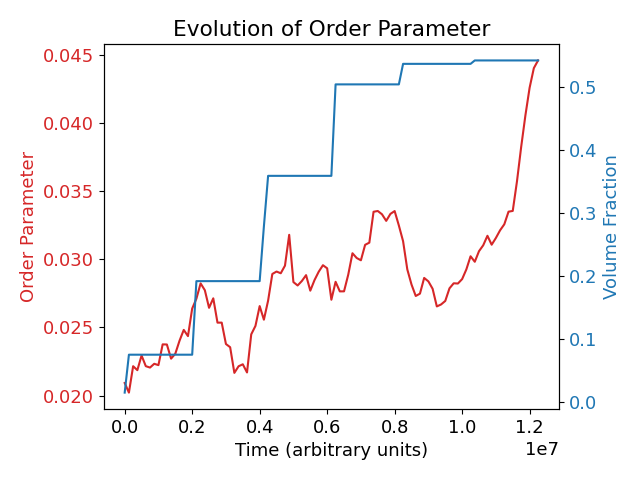 Evolution of Order Parameter
Order Parameter
0.045
0.040
0.035
0.030
0.025
0.020
0.0 0.2 0.4 0.6 0.8 1.0 1.2
1e7
Time (arbitrary units)
0.5
0.4
0.3
0.2
0.1
0.0
Volume Fraction